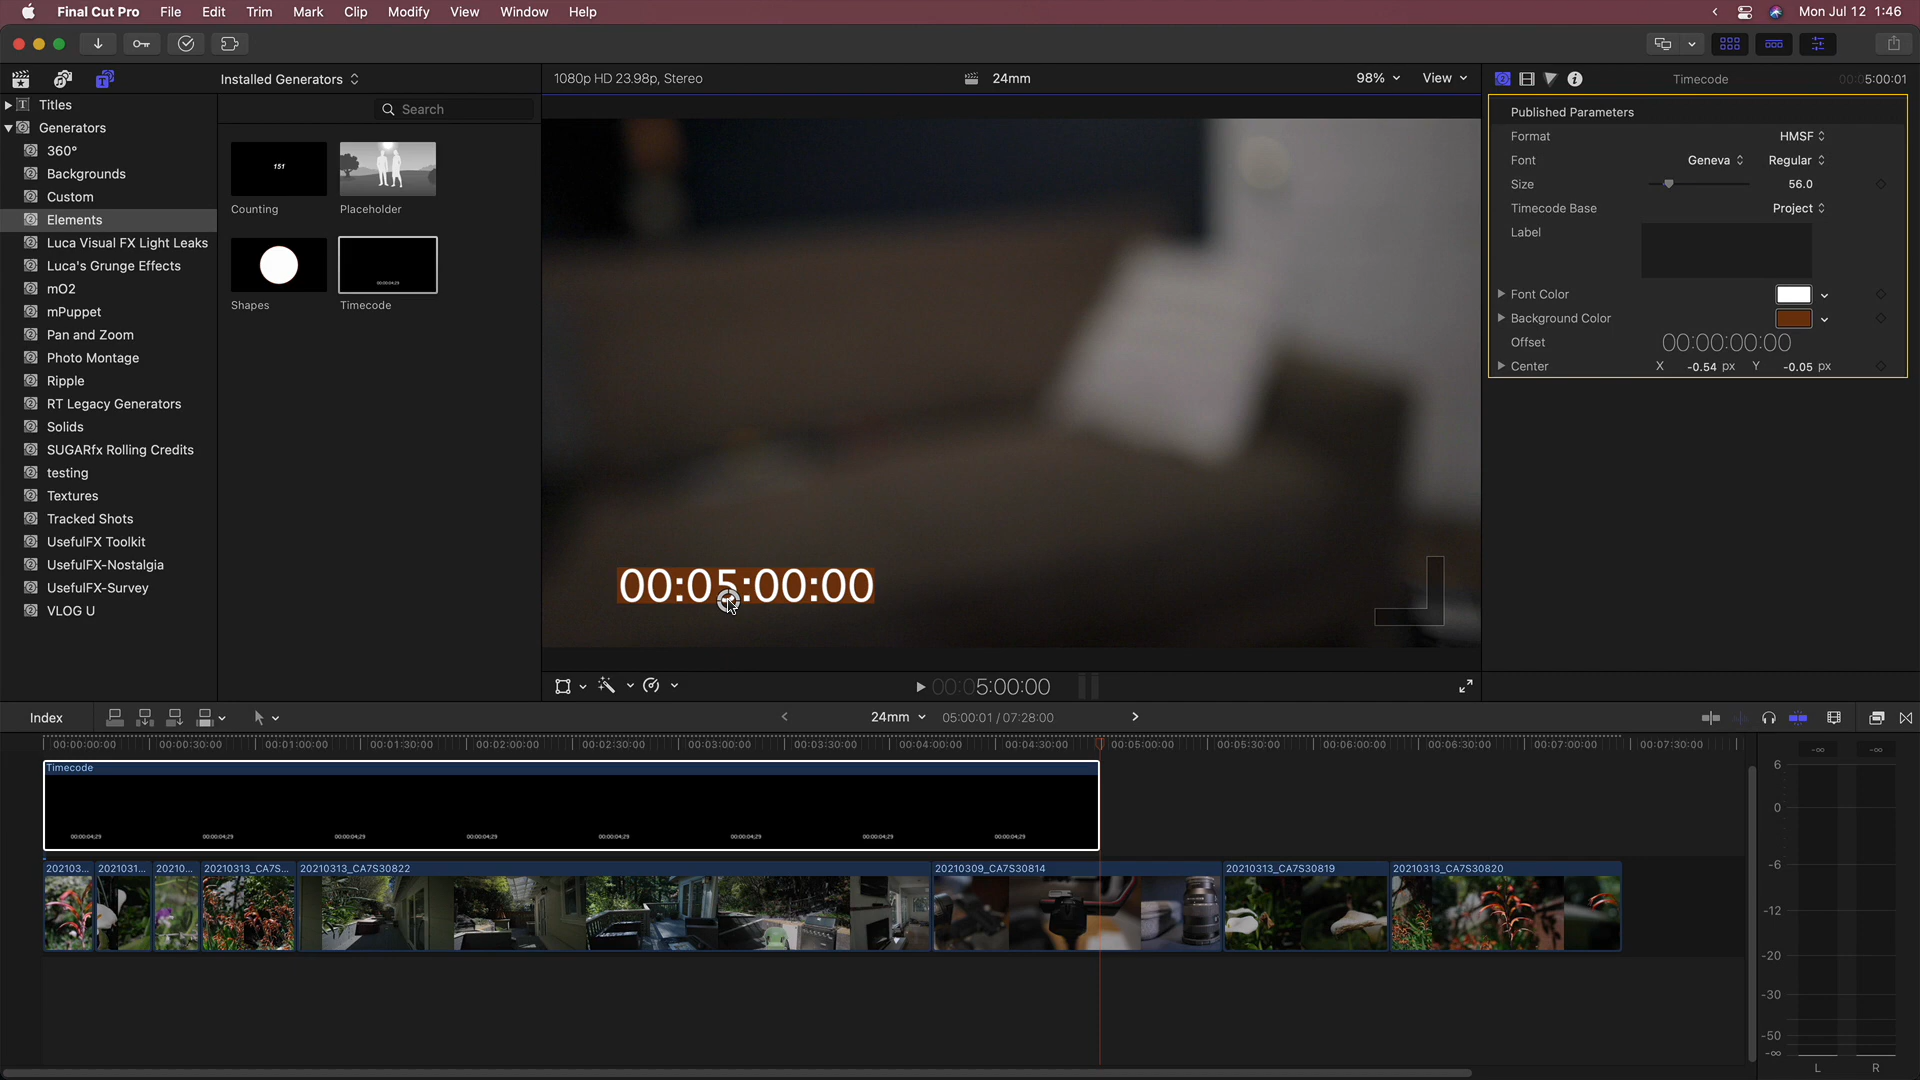 Final Cut Pro File Edit Trim Mark Clip Modify View Window Help Mon Jul 12 1:46
Installed Generators
1080p HD 23.98p, Stereo 24mm 98% View
Timecode 00:05:00:01
Titles
Search
Generators
360°
Backgrounds
Custom
Elements
Luca Visual FX Light Leaks
Luca's Grunge Effects
mO2
mPuppet
Pan and Zoom
Photo Montage
Ripple
RT Legacy Generators
Solids
SUGARfx Rolling Credits
testing
Textures
Tracked Shots
UsefulFX Toolkit
UsefulFX-Nostalgia
UsefulFX-Survey
VLOG U
151
Counting Placeholder
00:00:04;29
Shapes Timecode
00:05:00:00
Published Parameters
Format HMSF
Font Geneva Regular
Size 56.0
Timecode Base Project
Label
Font Color
Background Color
Offset 00:00:00:00
Center X -0.54 px Y -0.05 px
00:05:00:00
Index 24mm 05:00:01 / 07:28:00
00:00:00:00 00:00:30:00 00:01:00:00 00:01:30:00 00:02:00:00 00:02:30:00 00:03:00:00 00:03:30:00 00:04:00:00 00:04:30:00 00:05:00:00 00:05:30:00 00:06:00:00 00:06:30:00 00:07:00:00 00:07:30:00
Timecode
00:00:04;29 00:00:04;29 00:00:04;29 00:00:04;29 00:00:04;29 00:00:04;29 00:00:04;29 00:00:04;29
202103... 2021031... 20210... 20210313_CA7S... 20210313_CA7S30822 20210309_CA7S30814 20210313_CA7S30819 20210313_CA7S30820
-∞ -∞
6
0
-6
-12
-20
-30
-50
-∞
L R